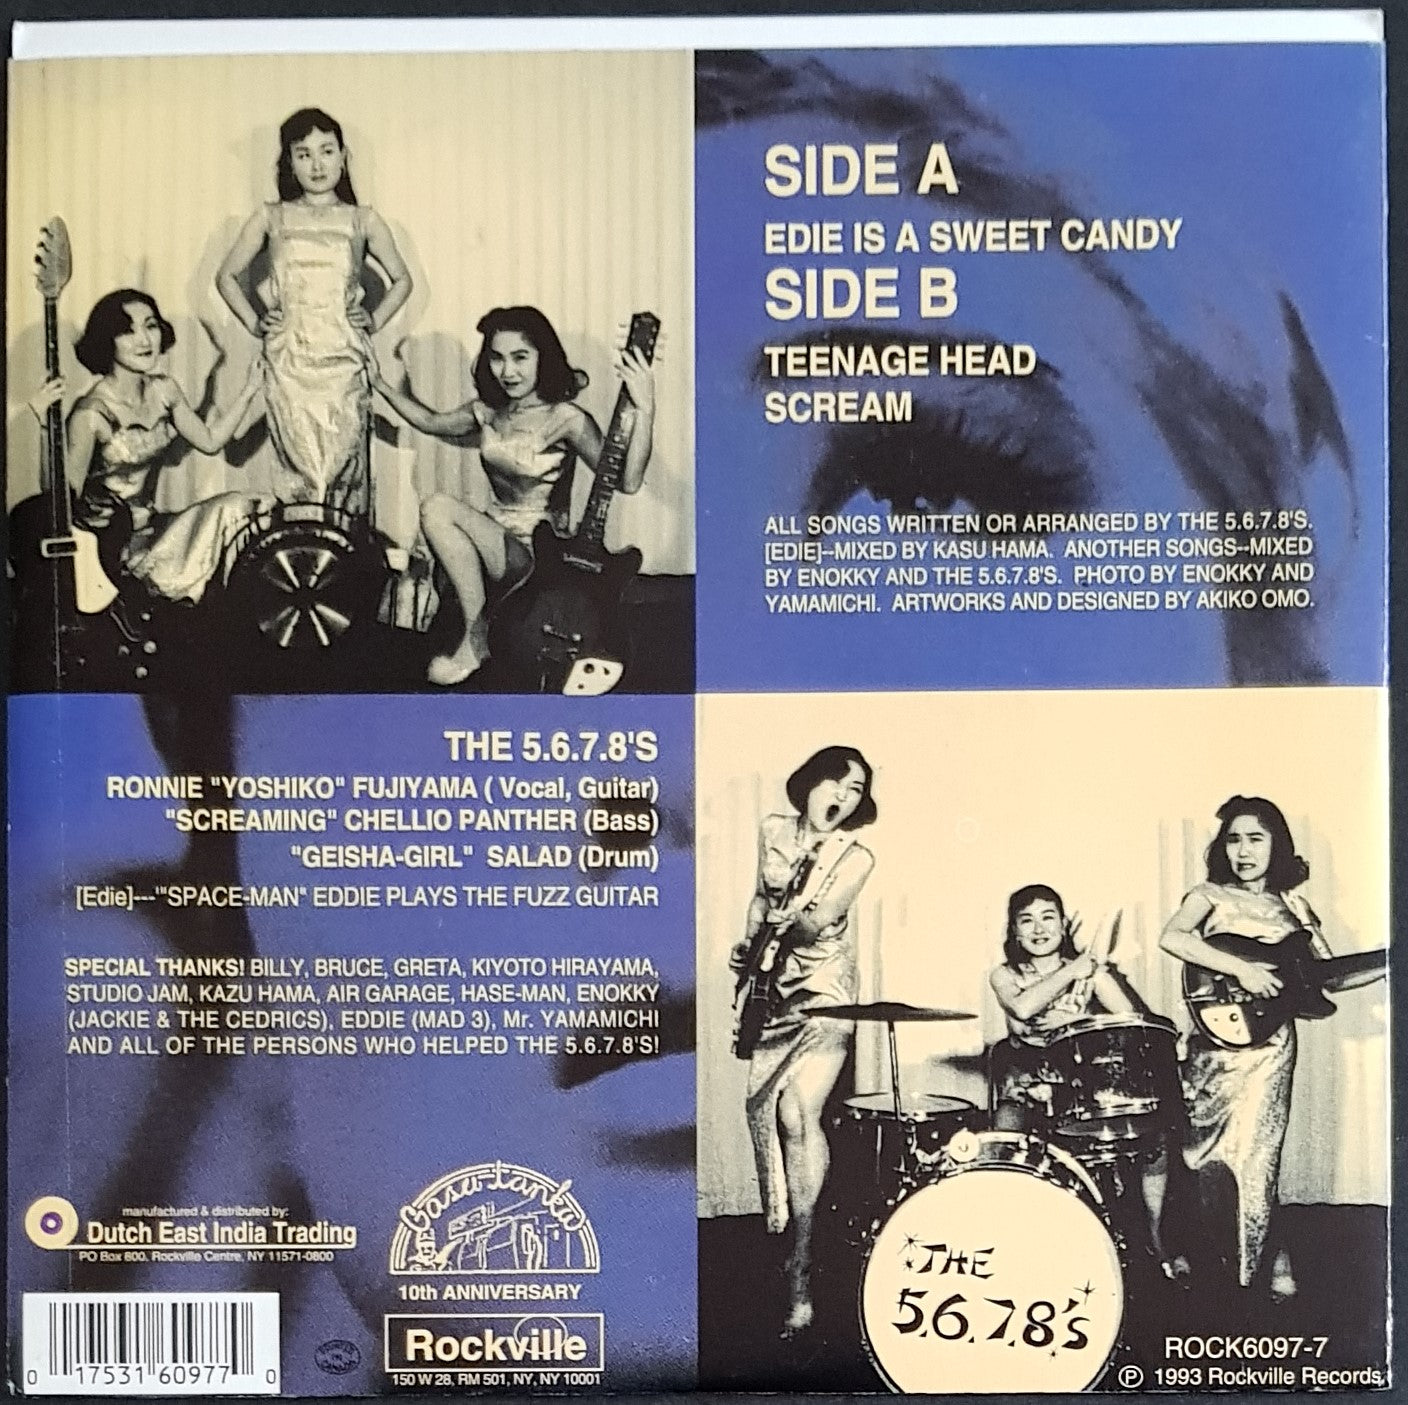 SIDE A
EDIE IS A SWEET CANDY
SIDE B
TEENAGE HEAD
SCREAM
ALL SONGS WRITTEN OR ARRANGED BY THE 5.6.7.8'S.
[EDIE]--MIXED BY KASU HAMA. ANOTHER SONGS--MIXED
BY ENOKKY AND THE 5.6.7.8'S. PHOTO BY ENOKKY AND
YAMAMICHI. ARTWORKS AND DESIGNED BY AKIKO OMO.
THE 5.6.7.8'S
RONNIE "YOSHIKO" FUJIYAMA ( Vocal, Guitar)
"SCREAMING" CHELLIO PANTHER (Bass)
"GEISHA-GIRL" SALAD (Drum)
[Edie]---'"SPACE-MAN" EDDIE PLAYS THE FUZZ GUITAR
SPECIAL THANKS! BILLY, BRUCE, GRETA, KIYOTO HIRAYAMA,
STUDIO JAM, KAZU HAMA, AIR GARAGE, HASE-MAN, ENOKKY
(JACKIE & THE CEDRICS), EDDIE (MAD 3), Mr. YAMAMICHI
AND ALL OF THE PERSONS WHO HELPED THE 5.6.7.8'S!
manufactured & distributed by:
Dutch East India Trading
PO Box 800, Rockville Centre, NY 11571-0800
Gasatanka
10th ANNIVERSARY
Rockville
150 W 28, RM 501, NY, NY 10001
0 17531 60977 0
THE
5.6.7.8's
ROCK6097-7
℗ 1993 Rockville Records